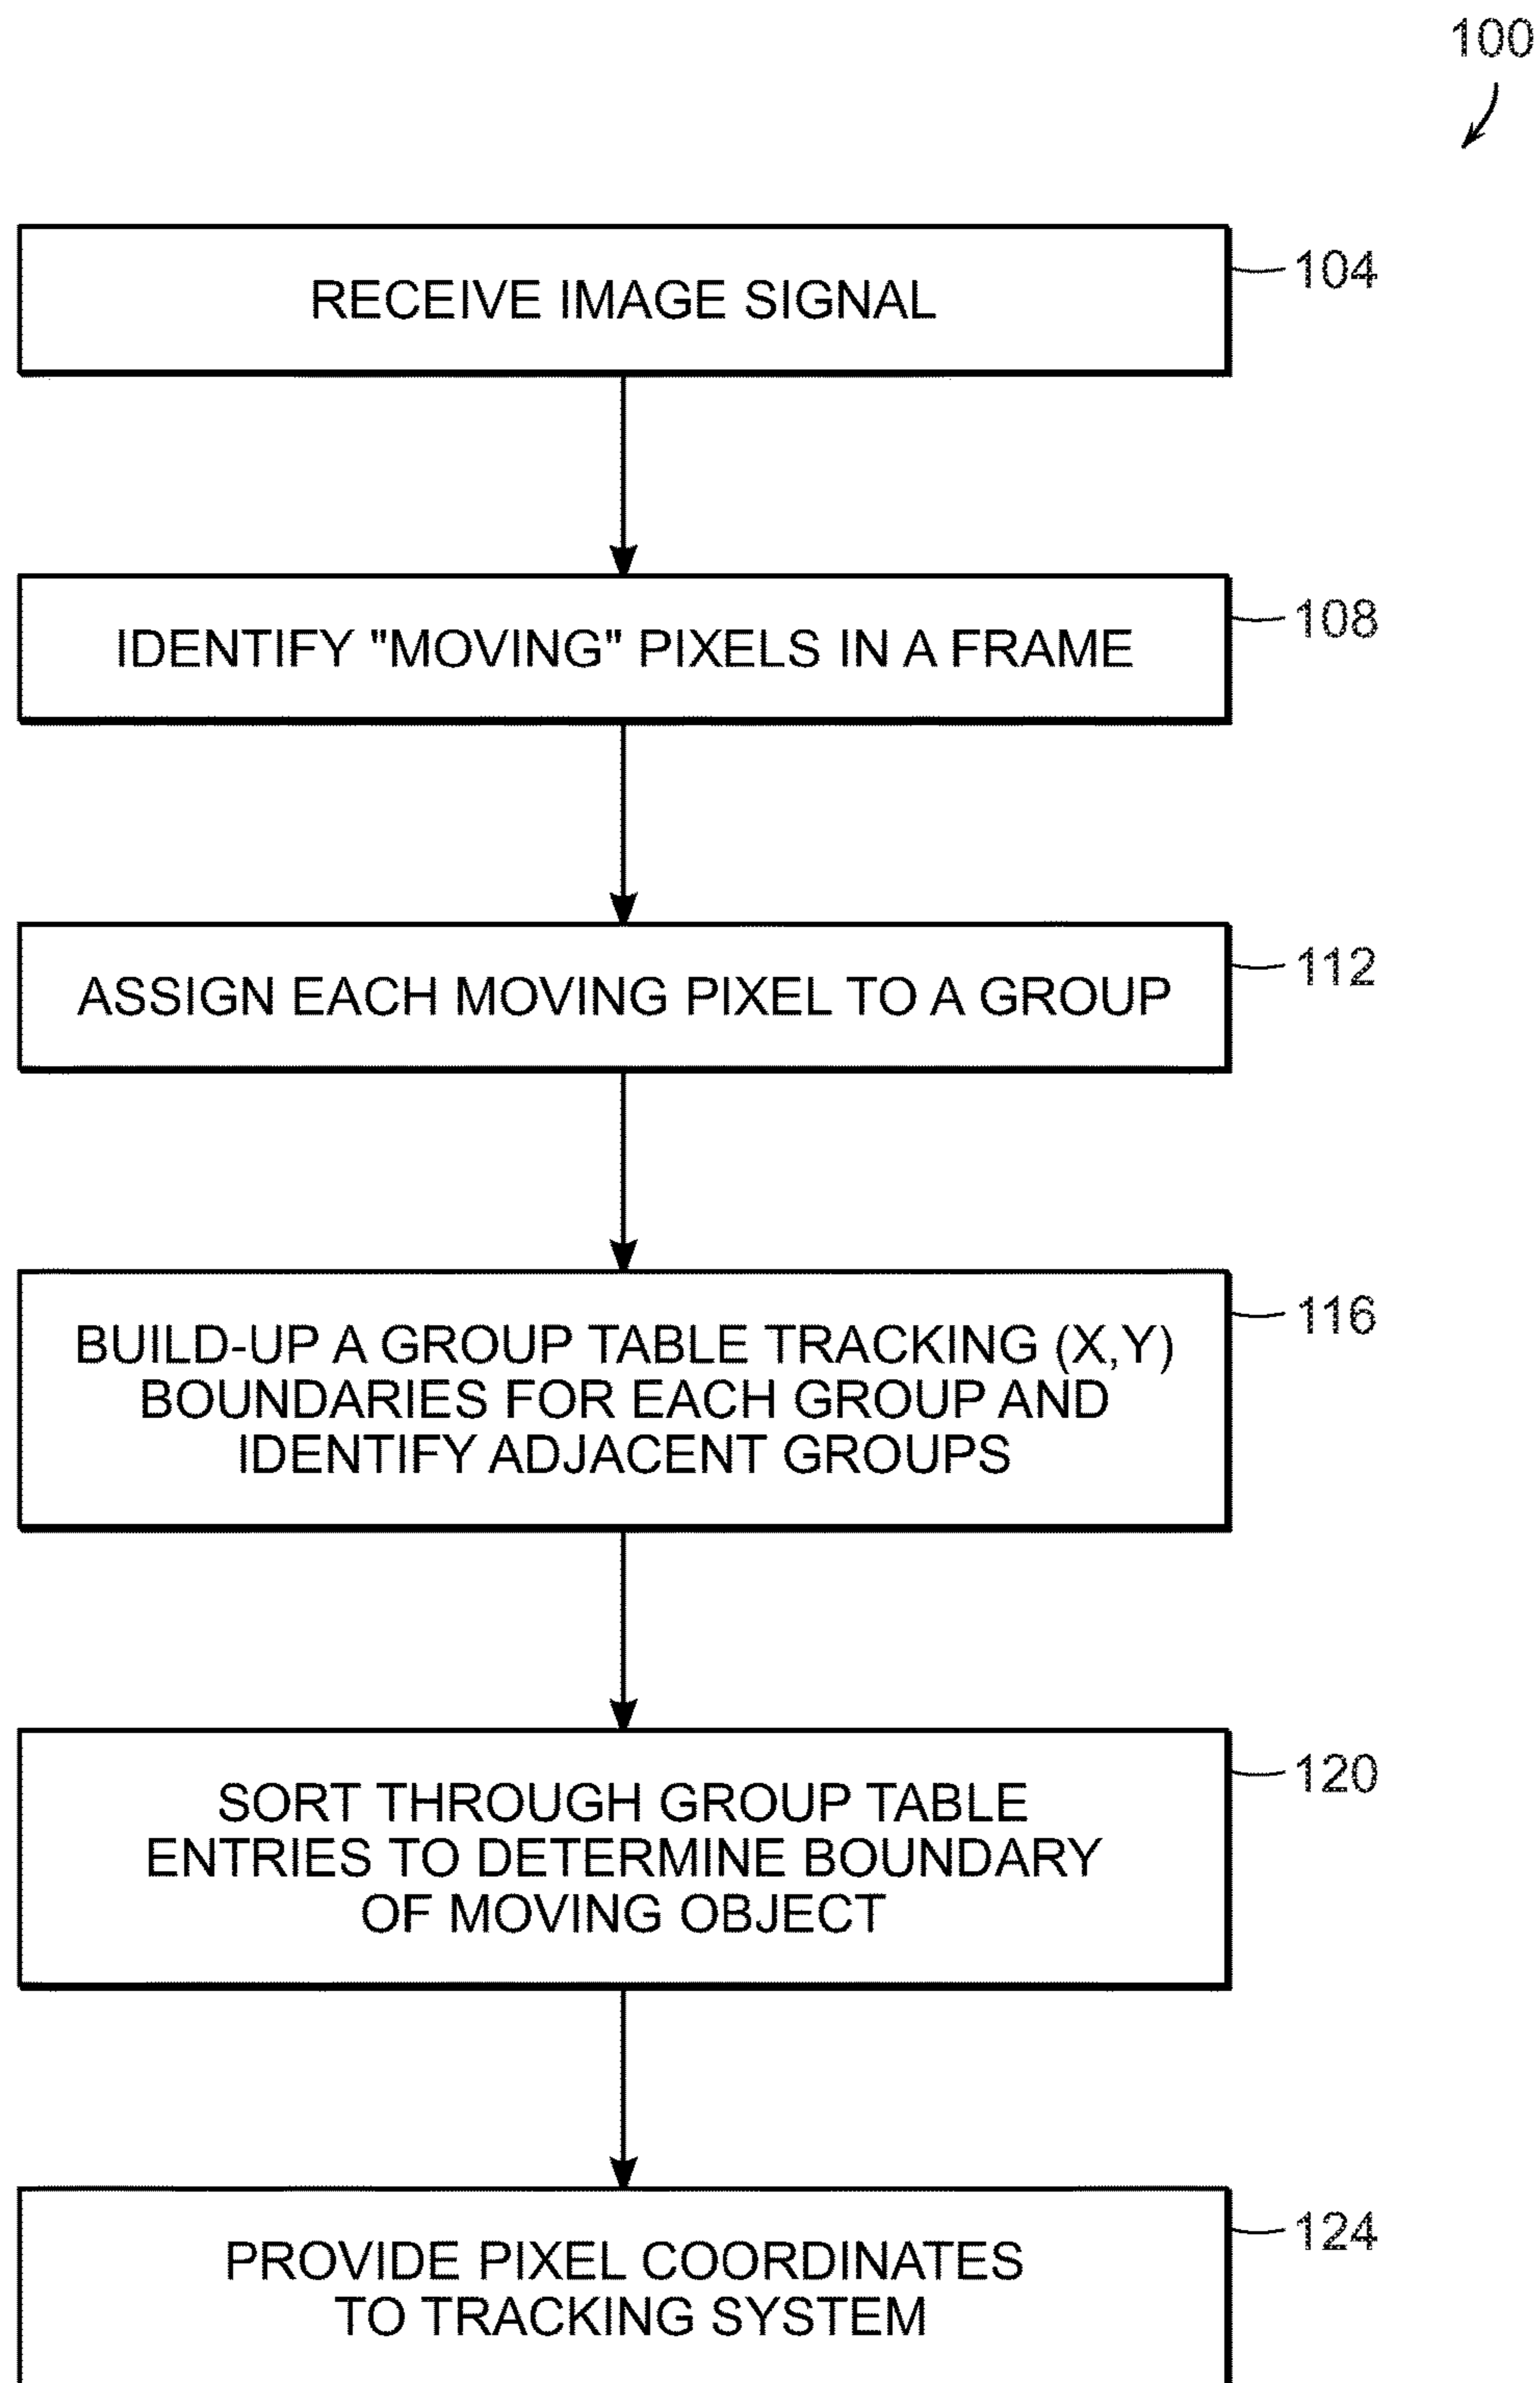 100
RECEIVE IMAGE SIGNAL
104
IDENTIFY "MOVING" PIXELS IN A FRAME
108
ASSIGN EACH MOVING PIXEL TO A GROUP
112
BUILD-UP A GROUP TABLE TRACKING (X,Y)
BOUNDARIES FOR EACH GROUP AND
IDENTIFY ADJACENT GROUPS
116
SORT THROUGH GROUP TABLE
ENTRIES TO DETERMINE BOUNDARY
OF MOVING OBJECT
120
PROVIDE PIXEL COORDINATES
TO TRACKING SYSTEM
124